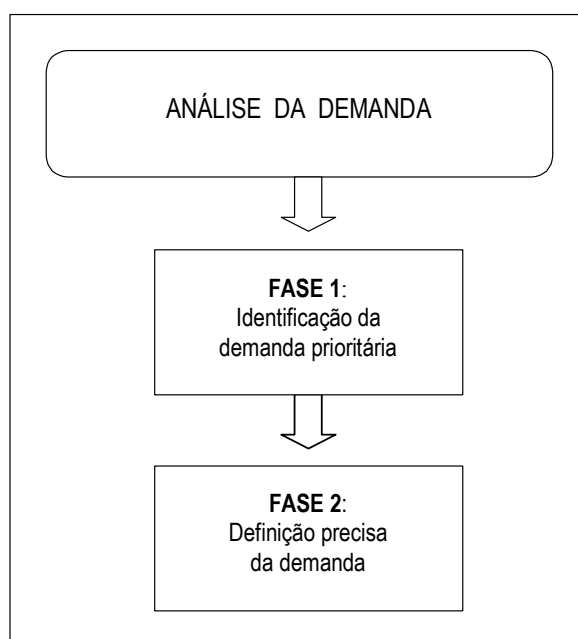 ANÁLISE DA DEMANDA
FASE 1:
Identificação da
demanda prioritária
FASE 2:
Definição precisa
da demanda